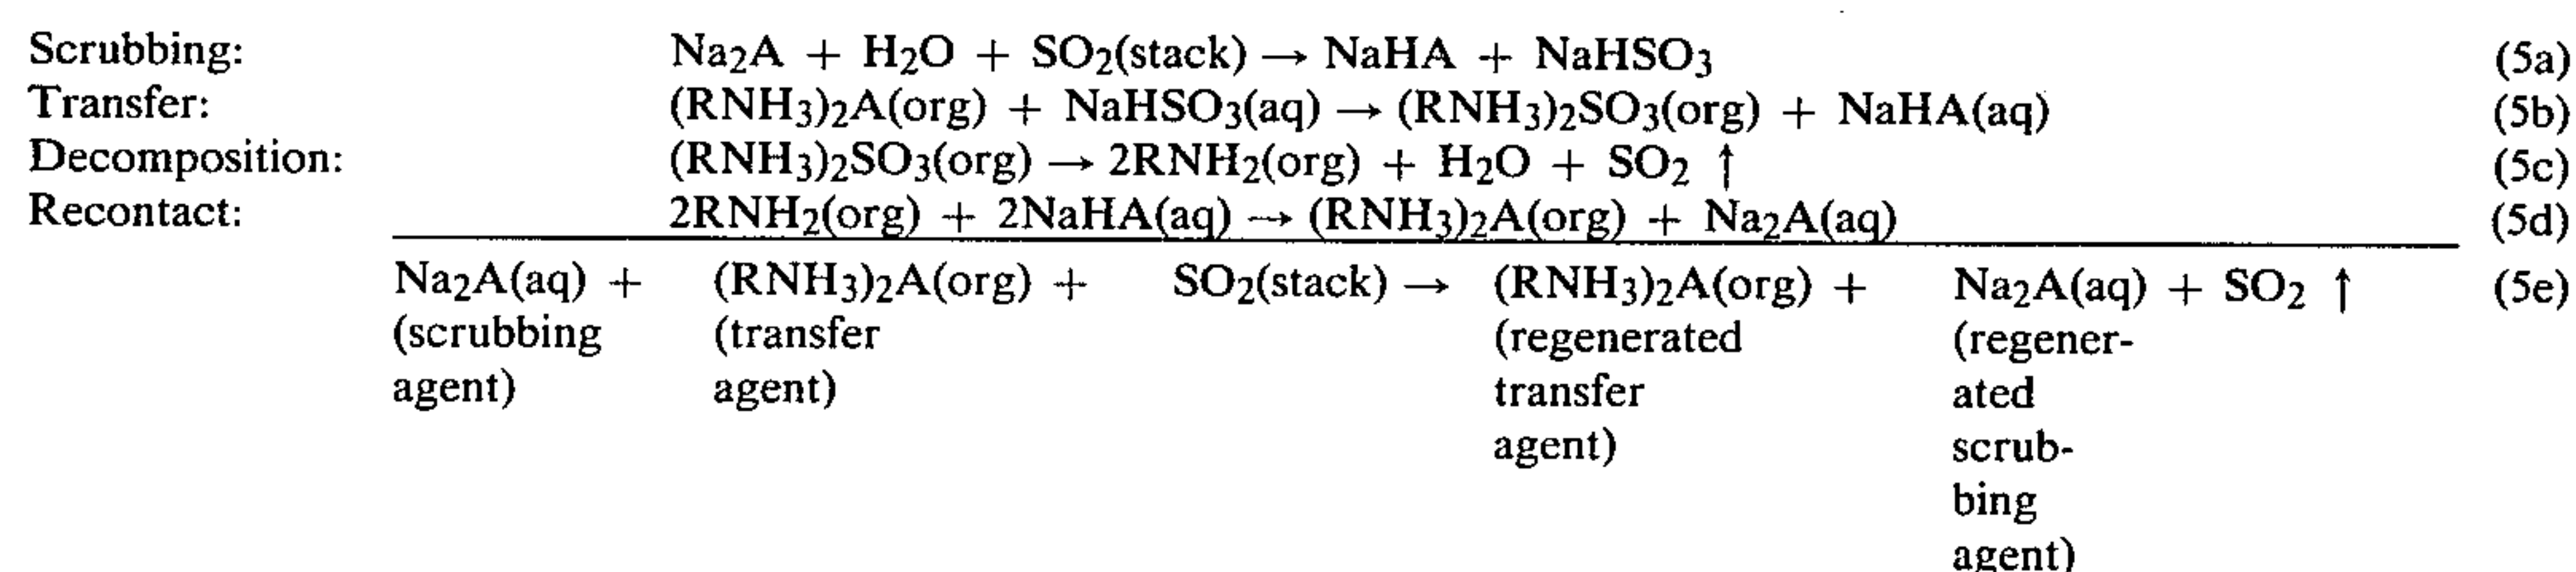 Scrubbing: Na2A + H2O + SO2(stack) → NaHA + NaHSO3 (5a)
Transfer: (RNH3)2A(org) + NaHSO3(aq) → (RNH3)2SO3(org) + NaHA(aq) (5b)
Decomposition: (RNH3)2SO3(org) → 2RNH2(org) + H2O + SO2 ↑ (5c)
Recontact: 2RNH2(org) + 2NaHA(aq) → (RNH3)2A(org) + Na2A(aq) (5d)
Na2A(aq) + (RNH3)2A(org) + SO2(stack) → (RNH3)2A(org) + Na2A(aq) + SO2 ↑ (5e)
(scrubbing (transfer (regenerated (regener-
agent) agent) transfer ated
agent) scrub-
bing
agent)